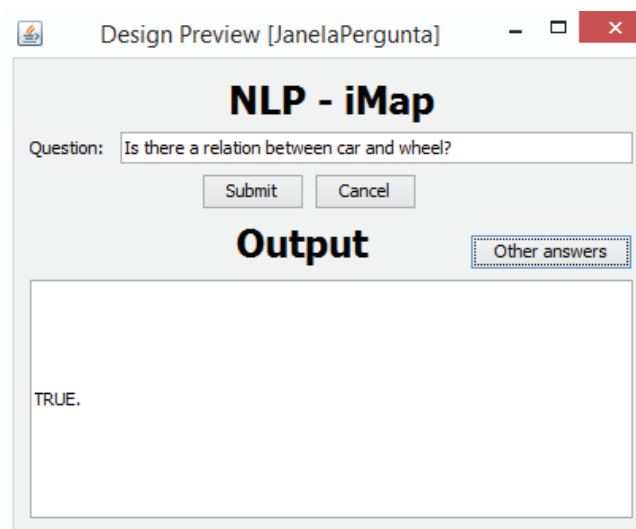 Design Preview [JanelaPergunta]
NLP - iMap
Question: Is there a relation between car and wheel?
Submit Cancel
Output
Other answers
TRUE.